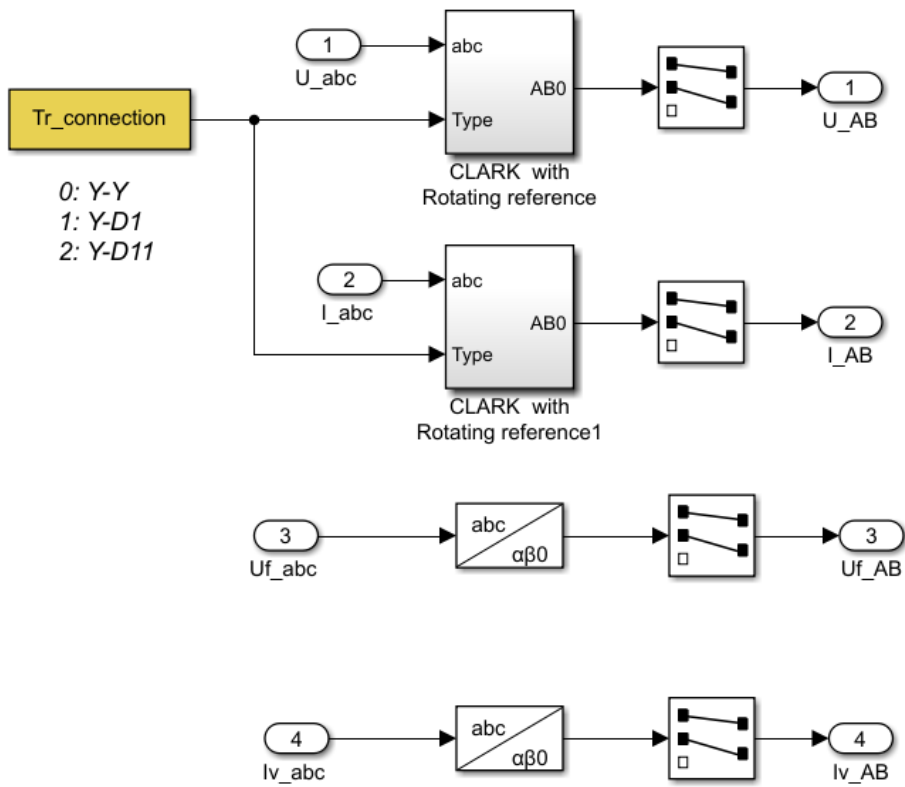 1
U_abc
abc
Type
AB0
CLARK with
Rotating reference
1
U_AB
Tr_connection
0: Y-Y
1: Y-D1
2: Y-D11
2
I_abc
abc
Type
AB0
CLARK with
Rotating reference1
2
I_AB
3
Uf_abc
abc
αβ0
3
Uf_AB
4
Iv_abc
abc
αβ0
4
Iv_AB